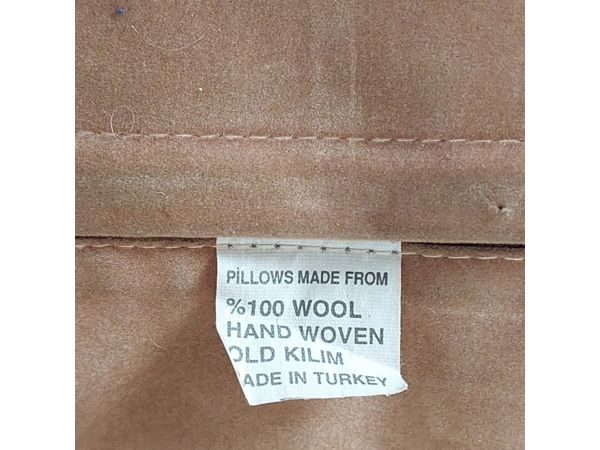 PiLLOWS MADE FROM
%100 WOOL
HAND WOVEN
OLD KILIM
ADE IN TURKEY